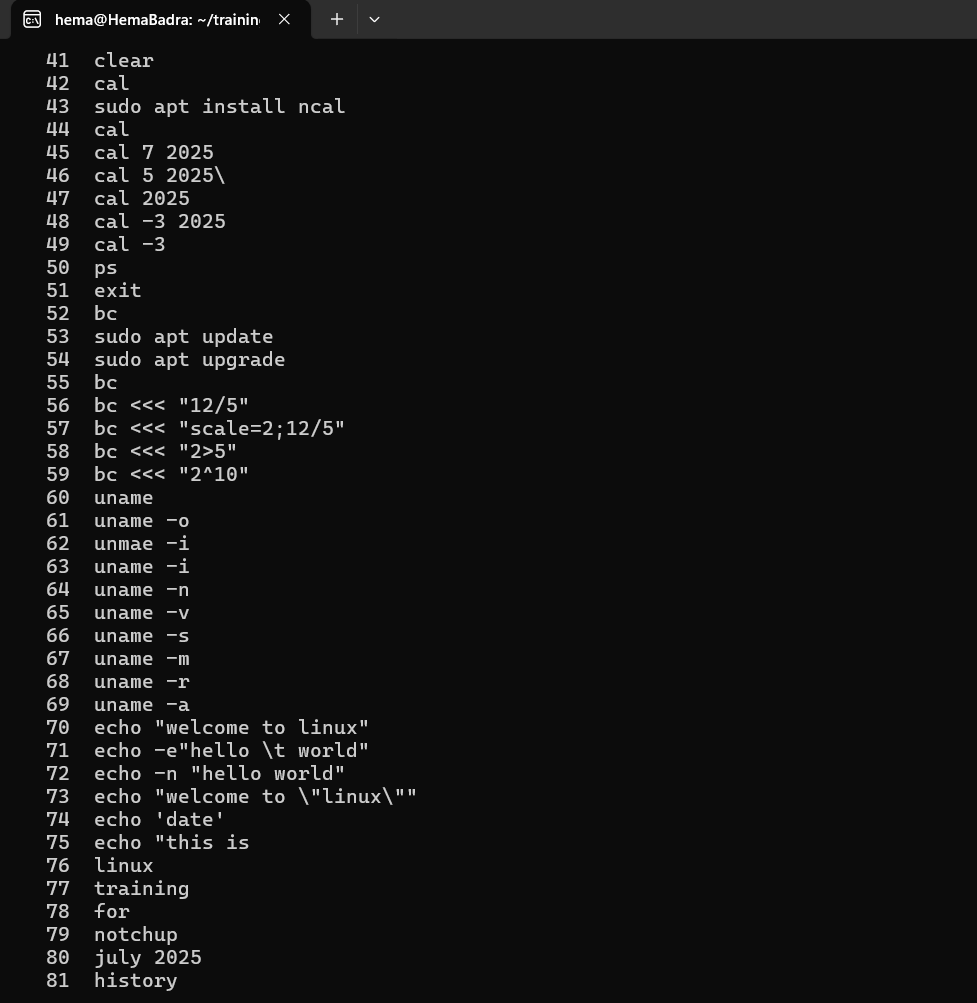 hema@HemaBadra: ~/trainin
41 clear
42 cal
43 sudo apt install ncal
44 cal
45 cal 7 2025
46 cal 5 2025\
47 cal 2025
48 cal -3 2025
49 cal -3
50 ps
51 exit
52 bc
53 sudo apt update
54 sudo apt upgrade
55 bc
56 bc <<< "12/5"
57 bc <<< "scale=2;12/5"
58 bc <<< "2>5"
59 bc <<< "2^10"
60 uname
61 uname -o
62 unmae -i
63 uname -i
64 uname -n
65 uname -v
66 uname -s
67 uname -m
68 uname -r
69 uname -a
70 echo "welcome to linux"
71 echo -e"hello \t world"
72 echo -n "hello world"
73 echo "welcome to \"linux\""
74 echo 'date'
75 echo "this is
76 linux
77 training
78 for
79 notchup
80 july 2025
81 history